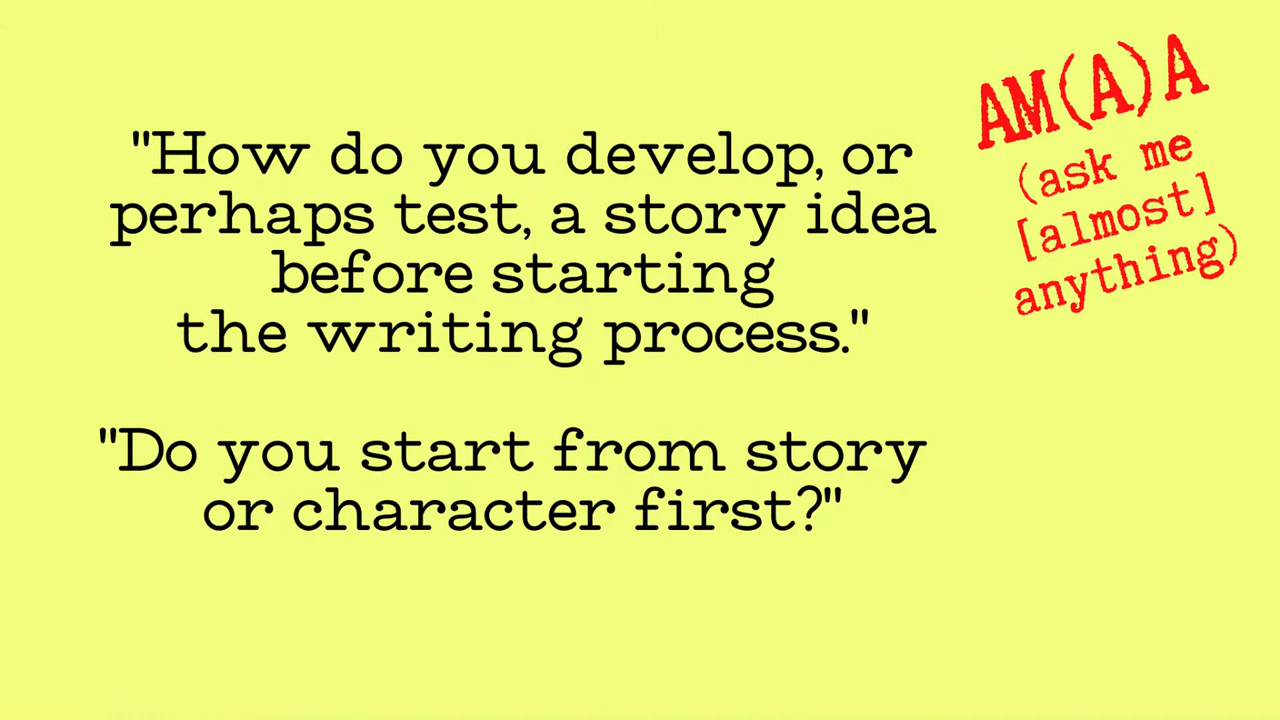 "How do you develop, or
perhaps test, a story idea
before starting
the writing process."
"Do you start from story
or character first?"
AM(A)A
(ask me
[almost]
anything)